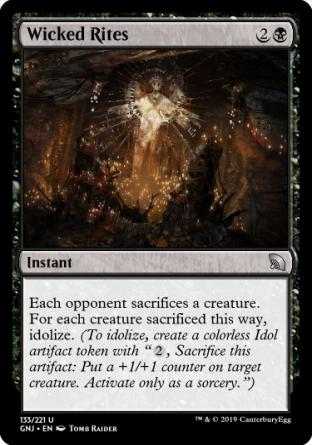 Wicked Rites 2
Instant
Each opponent sacrifices a creature.
For each creature sacrificed this way,
idolize. (To idolize, create a colorless Idol
artifact token with “2, Sacrifice this
artifact: Put a +1/+1 counter on target
creature. Activate only as a sorcery.”)
133/221 U
GNJ • EN Tomb Raider
™ & © 2019 CanterburyEgg